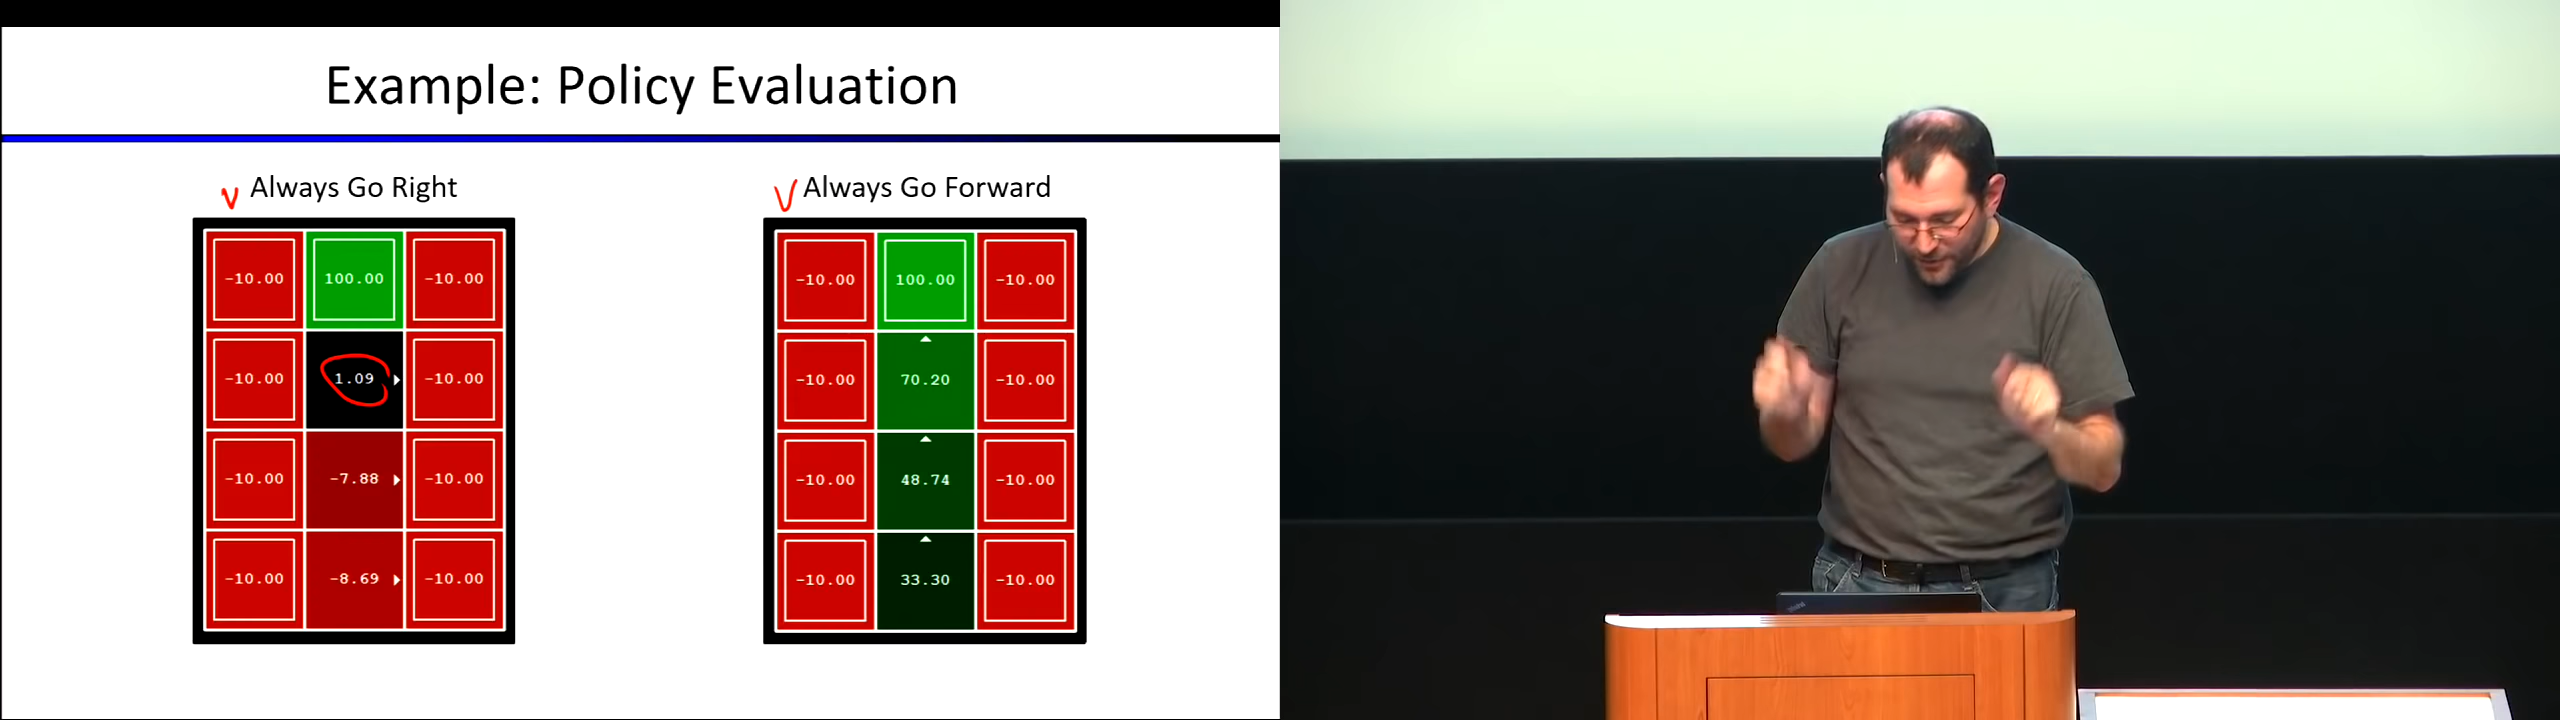 Example: Policy Evaluation
V Always Go Right
V Always Go Forward
-10.00 100.00 -10.00
-10.00 1.09 -10.00
-10.00 -7.88 -10.00
-10.00 -8.69 -10.00
-10.00 100.00 -10.00
-10.00 70.20 -10.00
-10.00 48.74 -10.00
-10.00 33.30 -10.00